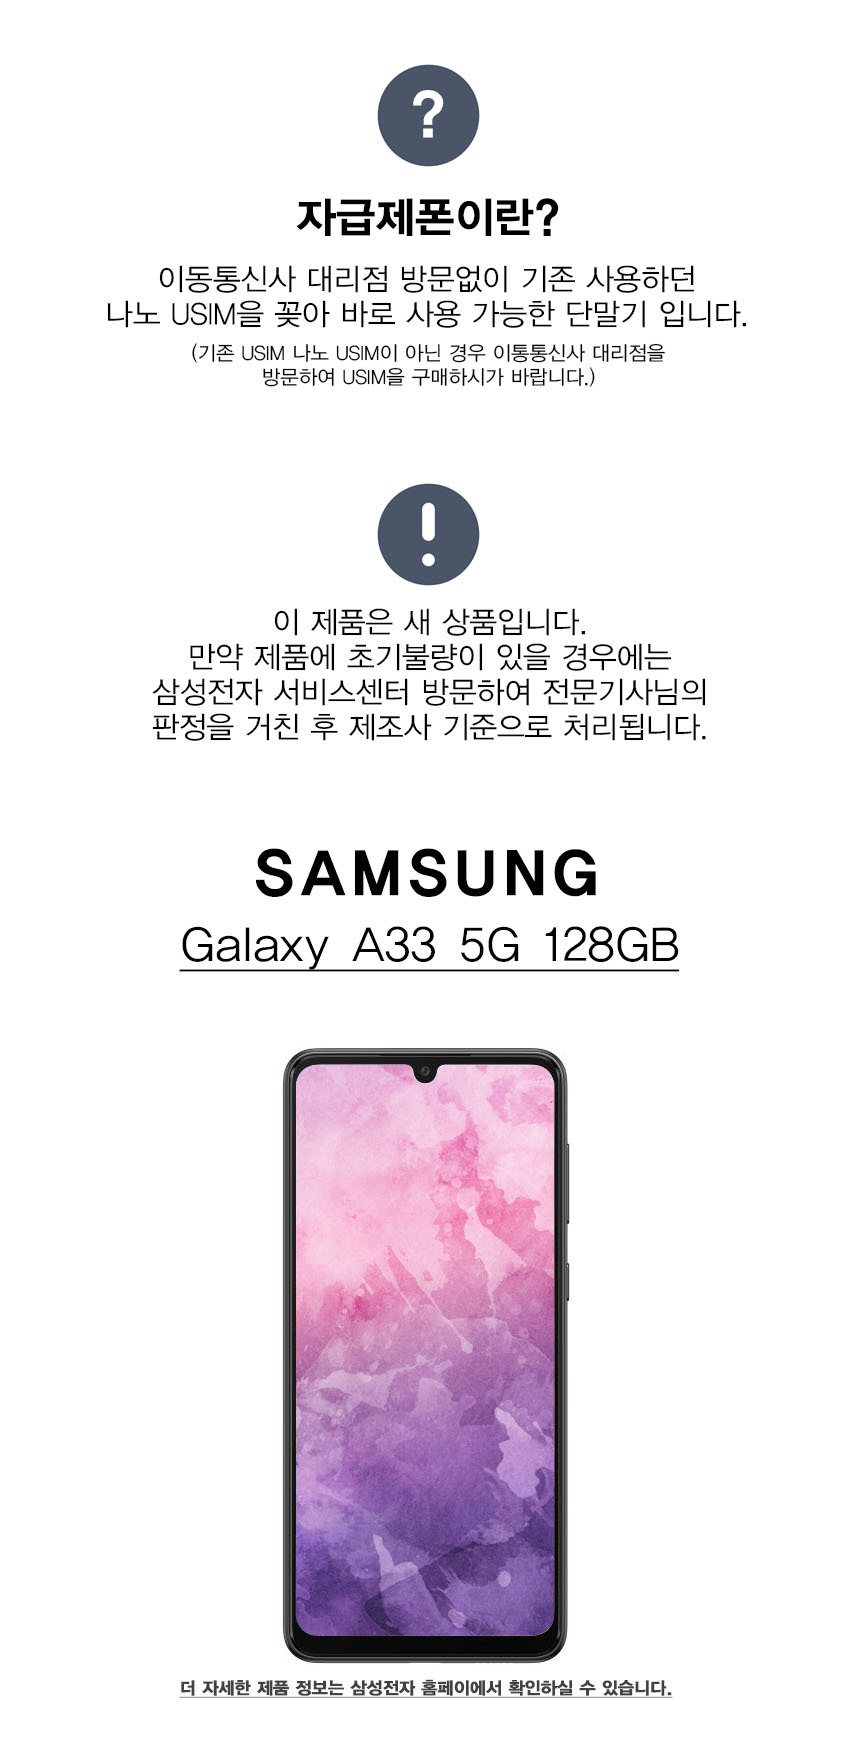 ?
자급제폰이란?
이동통신사 대리점 방문없이 기존 사용하던
나노 USIM을 꽂아 바로 사용 가능한 단말기 입니다.
(기존 USIM 나노 USIM이 아닌 경우 이통통신사 대리점을
방문하여 USIM을 구매하시가 바랍니다.)
!
이 제품은 새 상품입니다.
만약 제품에 초기불량이 있을 경우에는
삼성전자 서비스센터 방문하여 전문기사님의
판정을 거친 후 제조사 기준으로 처리됩니다.
SAMSUNG
Galaxy A33 5G 128GB
더 자세한 제품 정보는 삼성전자 홈페이에서 확인하실 수 있습니다.